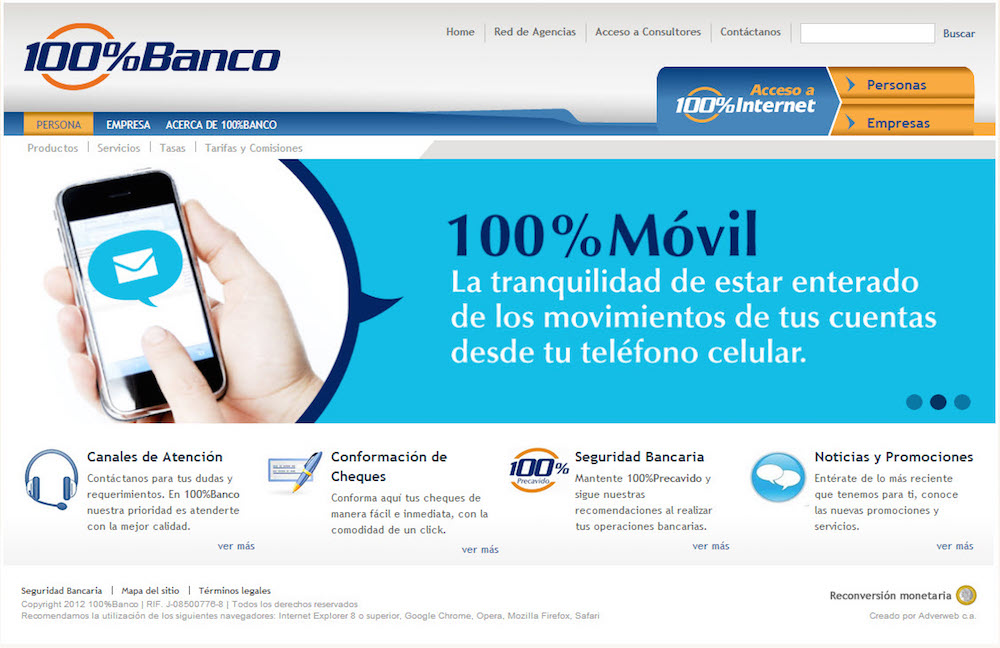 100%Banco
Home
Red de Agencias
Acceso a Consultores
Contáctanos
Buscar
Acceso a
100%Internet
Personas
Empresas
PERSONA
EMPRESA
ACERCA DE 100%BANCO
Productos
Servicios
Tasas
Tarifas y Comisiones
100%Móvil
La tranquilidad de estar enterado
de los movimientos de tus cuentas
desde tu teléfono celular.
Canales de Atención
Contáctanos para tus dudas y
requerimientos. En 100%Banco
nuestra prioridad es atenderte
con la mejor calidad.
ver más
Conformación de
Cheques
Conforma aquí tus cheques de
manera fácil e inmediata, con la
comodidad de un click.
ver más
100%
Precavido
Seguridad Bancaria
Mantente 100%Precavido y
sigue nuestras
recomendaciones al realizar
tus operaciones bancarias.
ver más
Noticias y Promociones
Entérate de lo más reciente
que tenemos para ti, conoce
las nuevas promociones y
servicios.
ver más
Seguridad Bancaria | Mapa del sitio | Términos legales
Copyright 2012 100%Banco | RIF. J-08500776-8 | Todos los derechos reservados
Recomendamos la utilización de los siguientes navegadores: Internet Explorer 8 o superior, Google Chrome, Opera, Mozilla Firefox, Safari
Reconversión monetaria
Creado por Adverweb c.a.